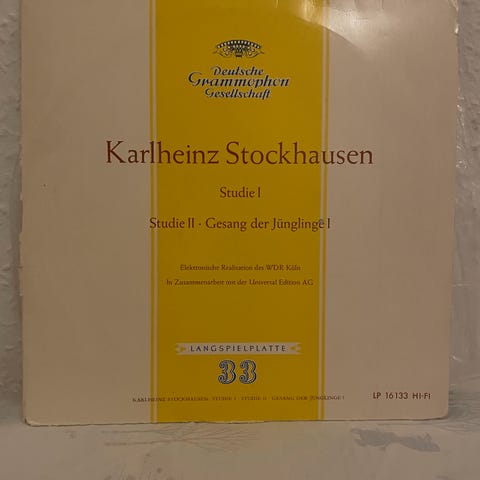 Deutsche
Grammophon
Gesellschaft
Karlheinz Stockhausen
Studie I
Studie II · Gesang der Jünglinge I
Elektronische Realisation des WDR Köln
In Zusammenarbeit mit der Universal Edition AG
LANGSPIELPLATTE
33
KARLHEINZ STOCKHAUSEN: STUDIE I · STUDIE II · GESANG DER JÜNGLINGE I
LP 16133 HI-FI